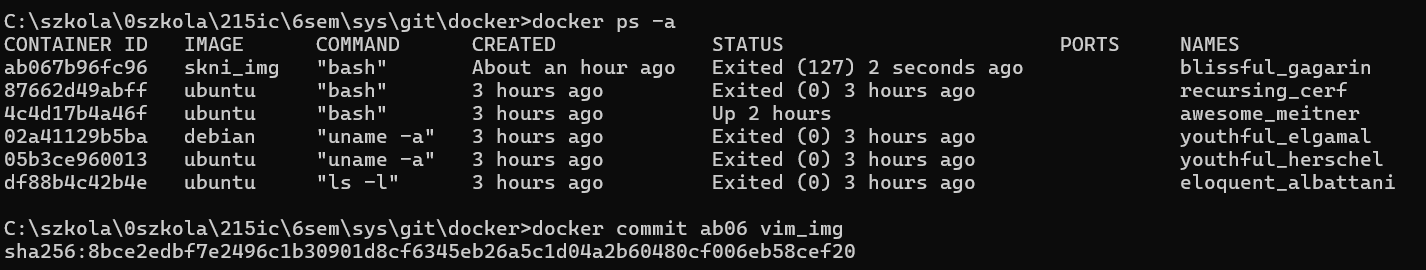 C:\szkola\0szkola\215ic\6sem\sys\git\docker>docker ps -a
CONTAINER ID   IMAGE      COMMAND      CREATED             STATUS                        PORTS     NAMES
ab067b96fc96   skni_img   "bash"       About an hour ago   Exited (127) 2 seconds ago              blissful_gagarin
87662d49abff   ubuntu     "bash"       3 hours ago         Exited (0) 3 hours ago                  recursing_cerf
4c4d17b4a46f   ubuntu     "bash"       3 hours ago         Up 2 hours                              awesome_meitner
02a41129b5ba   debian     "uname -a"   3 hours ago         Exited (0) 3 hours ago                  youthful_elgamal
05b3ce960013   ubuntu     "uname -a"   3 hours ago         Exited (0) 3 hours ago                  youthful_herschel
df88b4c42b4e   ubuntu     "ls -l"      3 hours ago         Exited (0) 3 hours ago                  eloquent_albattani
C:\szkola\0szkola\215ic\6sem\sys\git\docker>docker commit ab06 vim_img
sha256:8bce2edbf7e2496c1b30901d8cf6345eb26a5c1d04a2b60480cf006eb58cef20